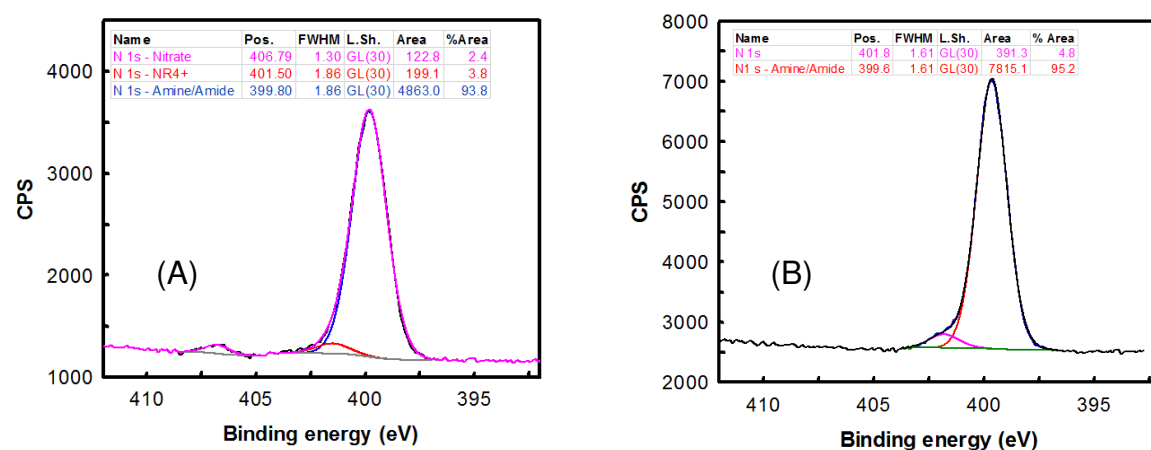 Name Pos. FWHM L.Sh. Area %Area
N 1s - Nitrate 406.79 1.30 GL(30) 122.8 2.4
N 1s - NR4+ 401.50 1.86 GL(30) 199.1 3.8
N 1s - Amine/Amide 399.80 1.86 GL(30) 4863.0 93.8
4000
3000
2000
1000
CPS
(A)
410 405 400 395
Binding energy (eV)
Name Pos. FWHM L.Sh. Area % Area
N 1s 401.8 1.61 GL(30) 391.3 4.8
N1 s - Amine/Amide 399.6 1.61 GL(30) 7815.1 95.2
8000
7000
6000
5000
4000
3000
2000
CPS
(B)
410 405 400 395
Binding energy (eV)